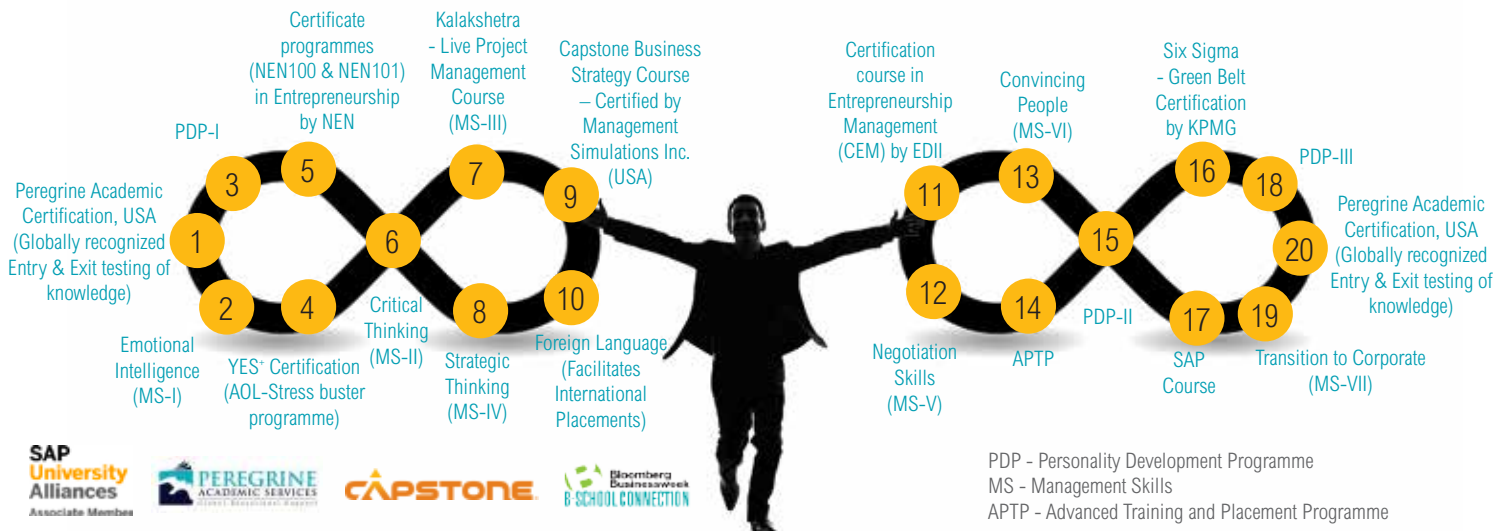 Certificate
programmes
(NEN100 & NEN101)
in Entrepreneurship
by NEN
Kalakshetra
- Live Project
Management
Course
(MS-III)
Capstone Business
Strategy Course
– Certified by
Management
Simulations Inc.
(USA)
Certification
course in
Entrepreneurship
Management
(CEM) by EDII
Convincing
People
(MS-VI)
Six Sigma
- Green Belt
Certification
by KPMG
PDP-I
PDP-III
Peregrine Academic
Certification, USA
(Globally recognized
Entry & Exit testing of
knowledge)
1
3
5
6
7
9
2
4
8
10
11
13
15
16
18
20
12
14
17
19
Peregrine Academic
Certification, USA
(Globally recognized
Entry & Exit testing of
knowledge)
Emotional
Intelligence
(MS-I)
YES+ Certification
(AOL-Stress buster
programme)
Critical
Thinking
(MS-II)
Strategic
Thinking
(MS-IV)
Foreign Language
(Facilitates
International
Placements)
Negotiation
Skills
(MS-V)
APTP
PDP-II
SAP
Course
Transition to Corporate
(MS-VII)
SAP
University
Alliances
Associate Member
PEREGRINE
ACADEMIC SERVICES
CAPSTONE
Bloomberg
Businessweek
B-SCHOOL CONNECTION
PDP - Personality Development Programme
MS - Management Skills
APTP - Advanced Training and Placement Programme